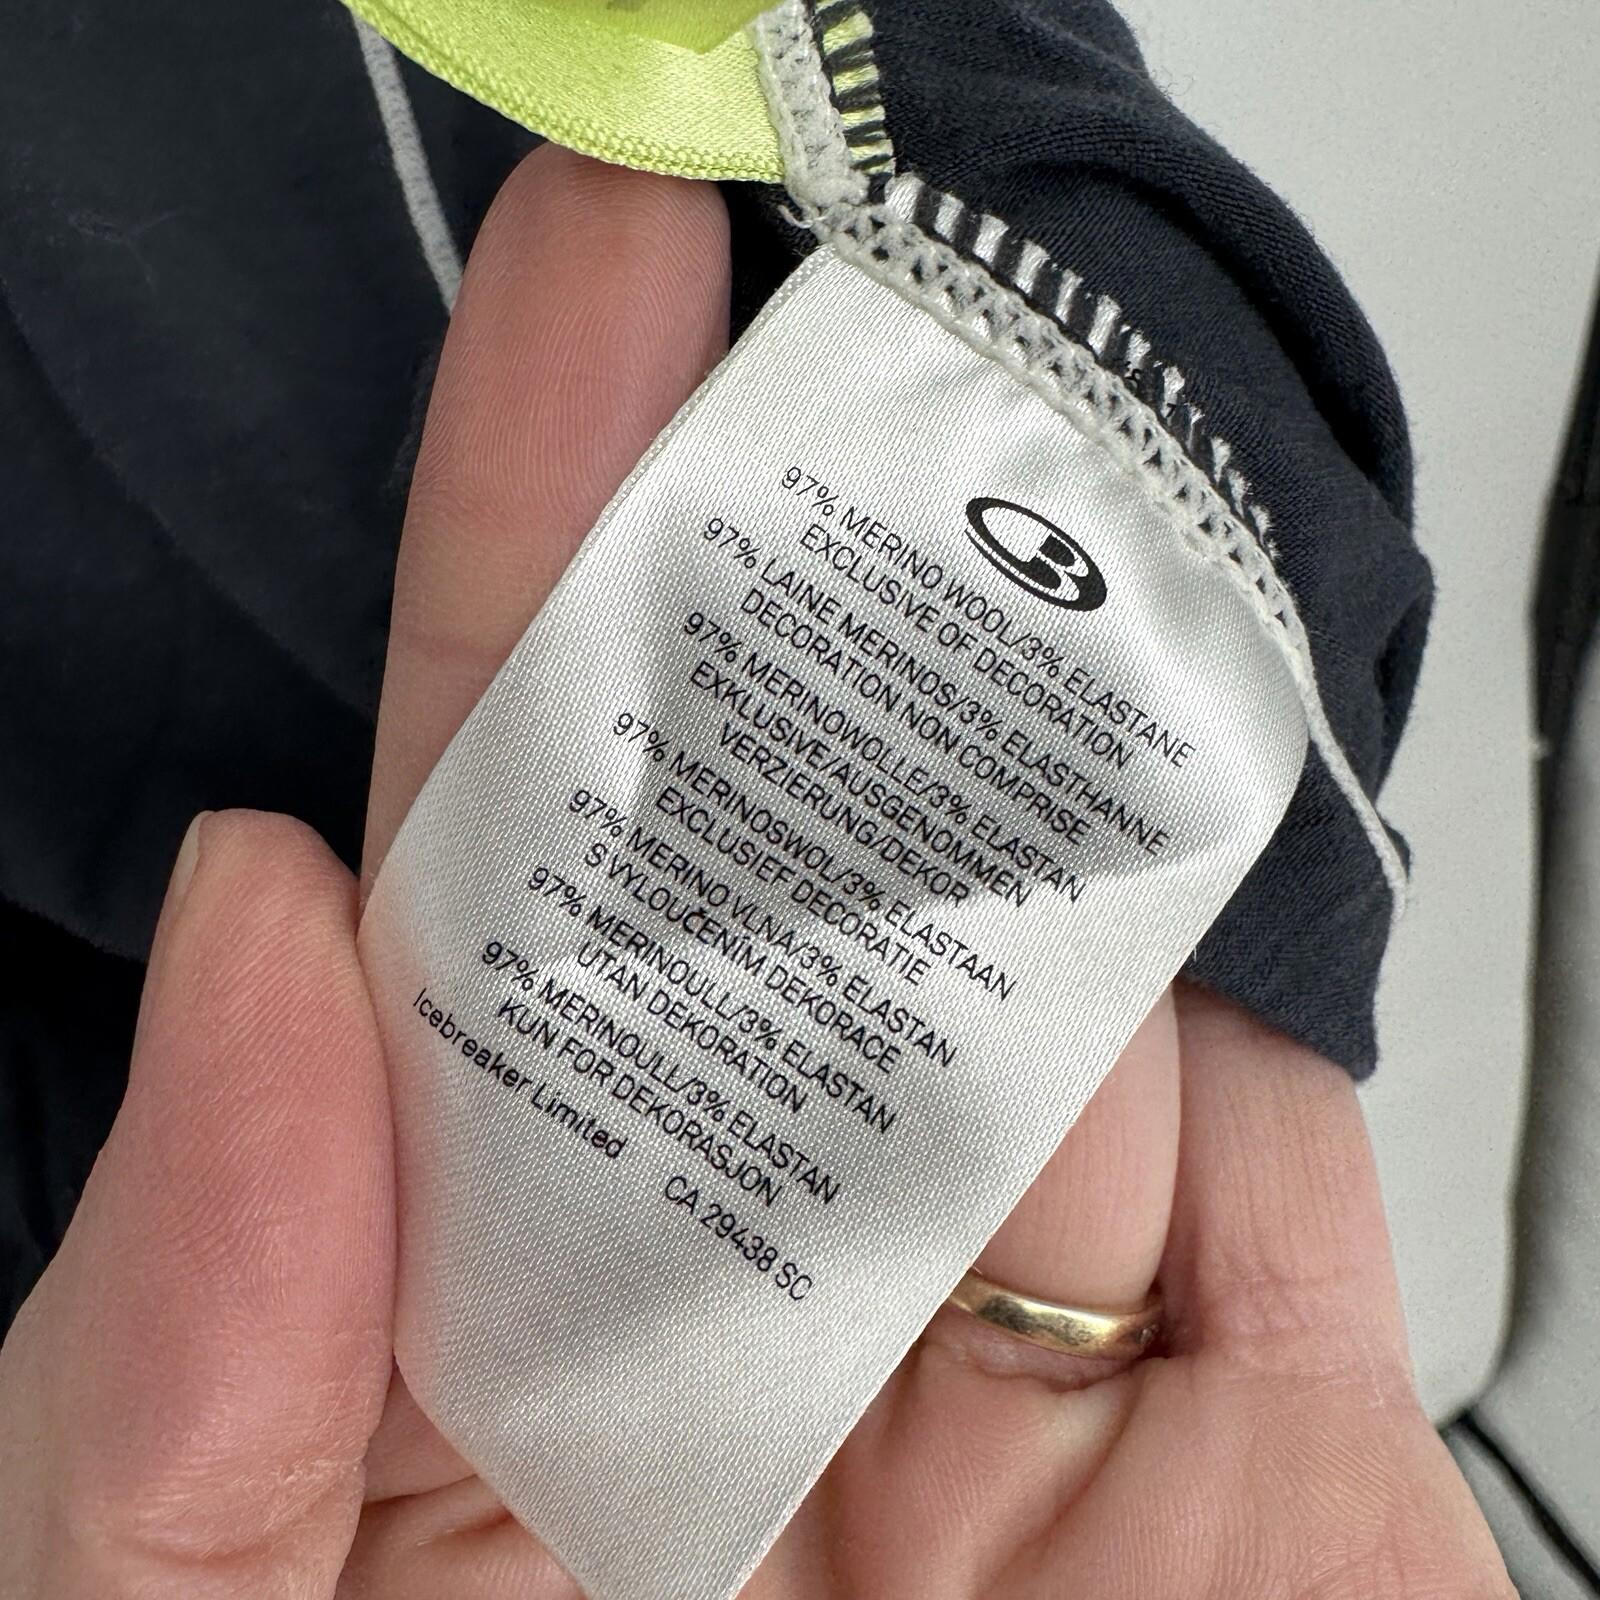 97% MERINO WOOL/3% ELASTANE
EXCLUSIVE OF DECORATION
97% LAINE MERINOS/3% ELASTHANNE
DECORATION NON COMPRISE
97% MERINOWOLLE/3% ELASTAN
EXKLUSIVE/AUSGENOMMEN
VERZIERUNG/DEKOR
97% MERINOSWOL/3% ELASTAAN
EXCLUSIEF DECORATIE
97% MERINO VLNA/3% ELASTAN
S VYLOUČENÍM DEKORACE
97% MERINOULL/3% ELASTAN
UTAN DEKORATION
97% MERINOULL/3% ELASTAN
KUN FOR DEKORASJON
Icebreaker Limited CA 29438 SC